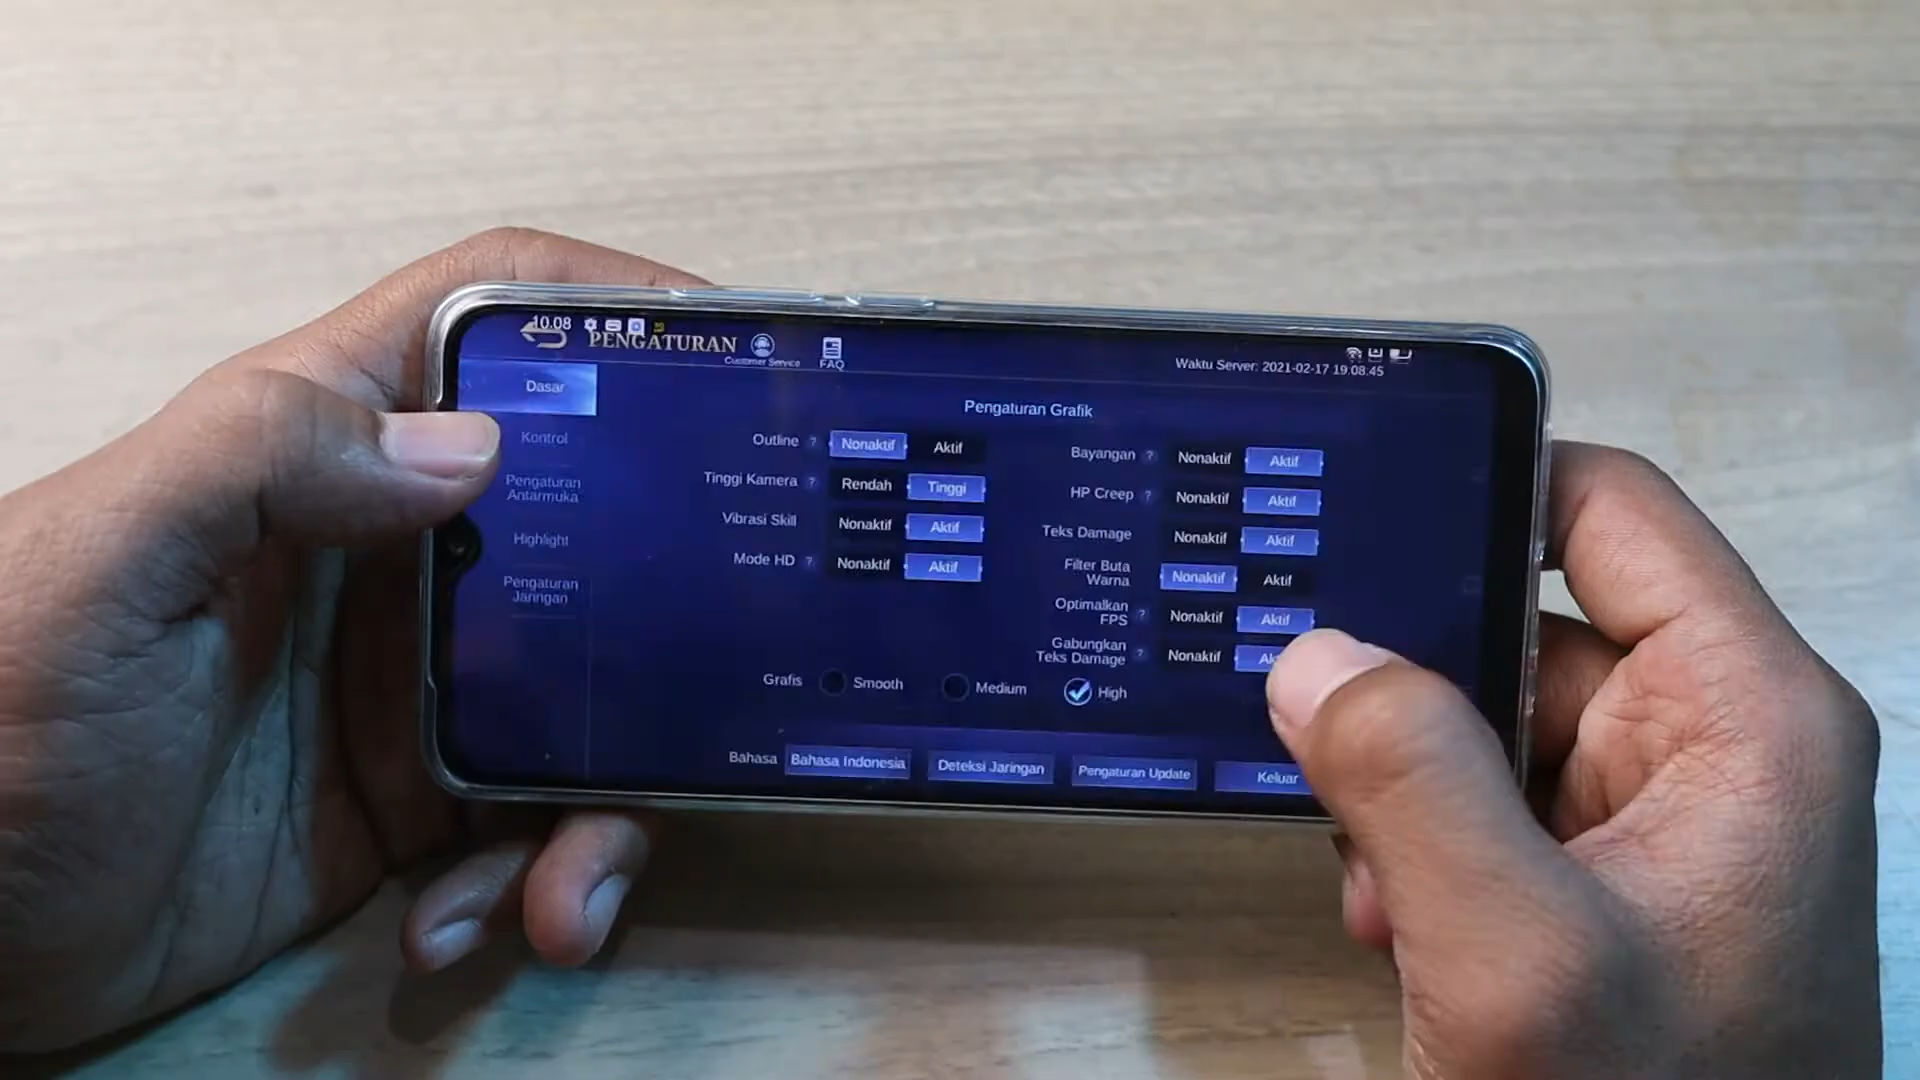 10.08
PENGATURAN
Customer Service
FAQ
Waktu Server: 2021-02-17 19:08:45
Dasar
Kontrol
Pengaturan
Antarmuka
Highlight
Pengaturan
Jaringan
Pengaturan Grafik
Outline ? Nonaktif Aktif
Tinggi Kamera ? Rendah Tinggi
Vibrasi Skill Nonaktif Aktif
Mode HD ? Nonaktif Aktif
Bayangan ? Nonaktif Aktif
HP Creep ? Nonaktif Aktif
Teks Damage Nonaktif Aktif
Filter Buta
Warna Nonaktif Aktif
Optimalkan
FPS ? Nonaktif Aktif
Gabungkan
Teks Damage ? Nonaktif
Grafis Smooth Medium High
Bahasa Bahasa Indonesia Deteksi Jaringan Pengaturan Update Keluar